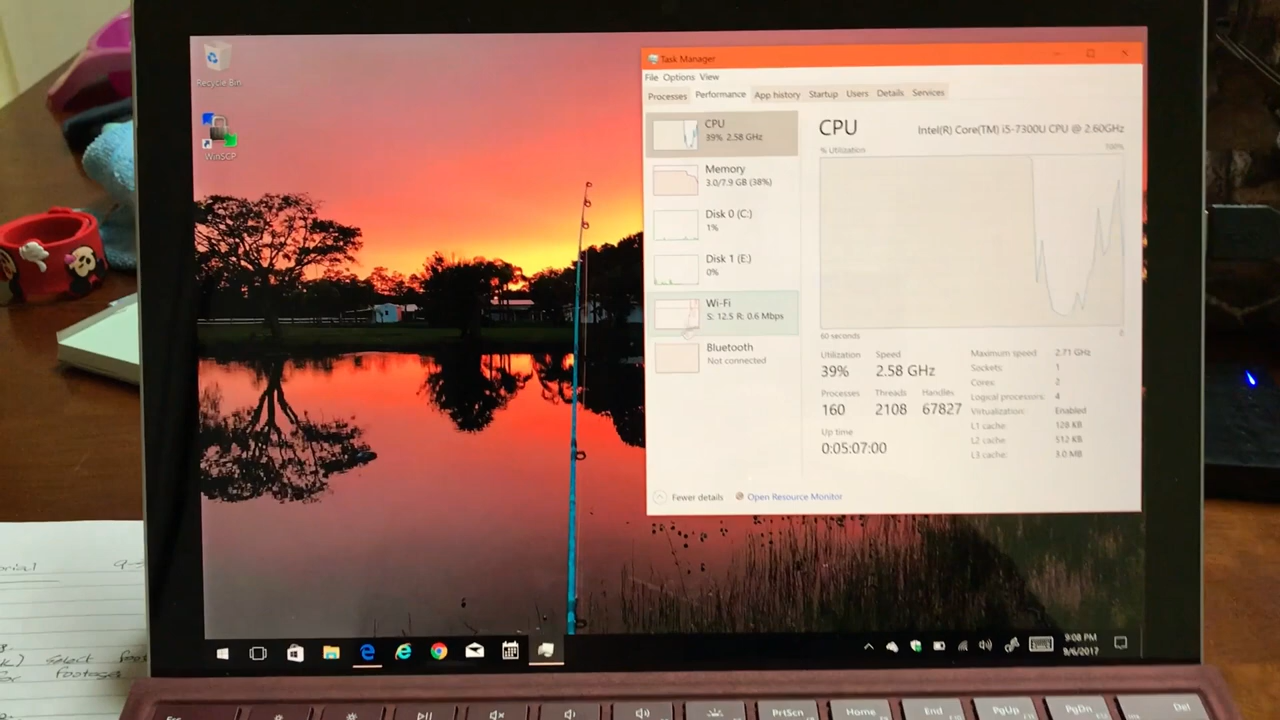 Recycle Bin
WinSCP
Task Manager
File Options View
Processes Performance App history Startup Users Details Services
CPU
39% 2.58 GHz
Memory
3.0/7.9 GB (38%)
Disk 0 (C:)
1%
Disk 1 (E:)
0%
Wi-Fi
S: 12.5 R: 0.6 Mbps
Bluetooth
Not connected
CPU
Intel(R) Core(TM) i5-7300U CPU @ 2.60GHz
% Utilization 100%
60 seconds 0
Utilization Speed
39% 2.58 GHz
Processes Threads Handles
160 2108 67827
Up time
0:05:07:00
Maximum speed: 2.71 GHz
Sockets: 1
Cores: 2
Logical processors: 4
Virtualization: Enabled
L1 cache: 128 KB
L2 cache: 512 KB
L3 cache: 3.0 MB
Fewer details Open Resource Monitor
9:08 PM
8/6/2017
orial
Select
footage
Esc
PrtScn
Home
End
PgUp
PgDn
Del